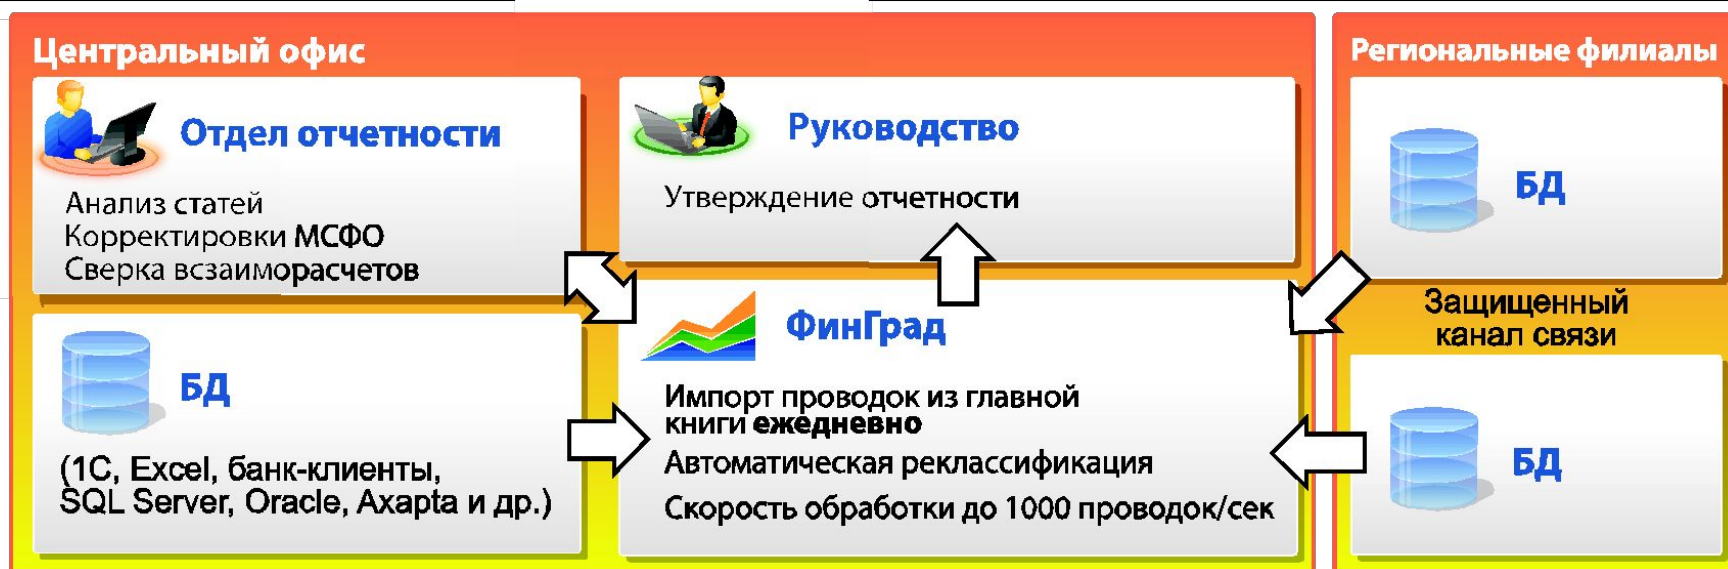 Центральный офис
Отдел отчетности
Анализ статей
Корректировки МСФО
Сверка всзаиморасчетов
Руководство
Утверждение отчетности
БД
(1С, Excel, банк-клиенты,
SQL Server, Oracle, Axapta и др.)
ФинГрад
Импорт проводок из главной
книги ежедневно
Автоматическая реклассификация
Скорость обработки до 1000 проводок/сек
Региональные филиалы
БД
Защищенный
канал связи
БД